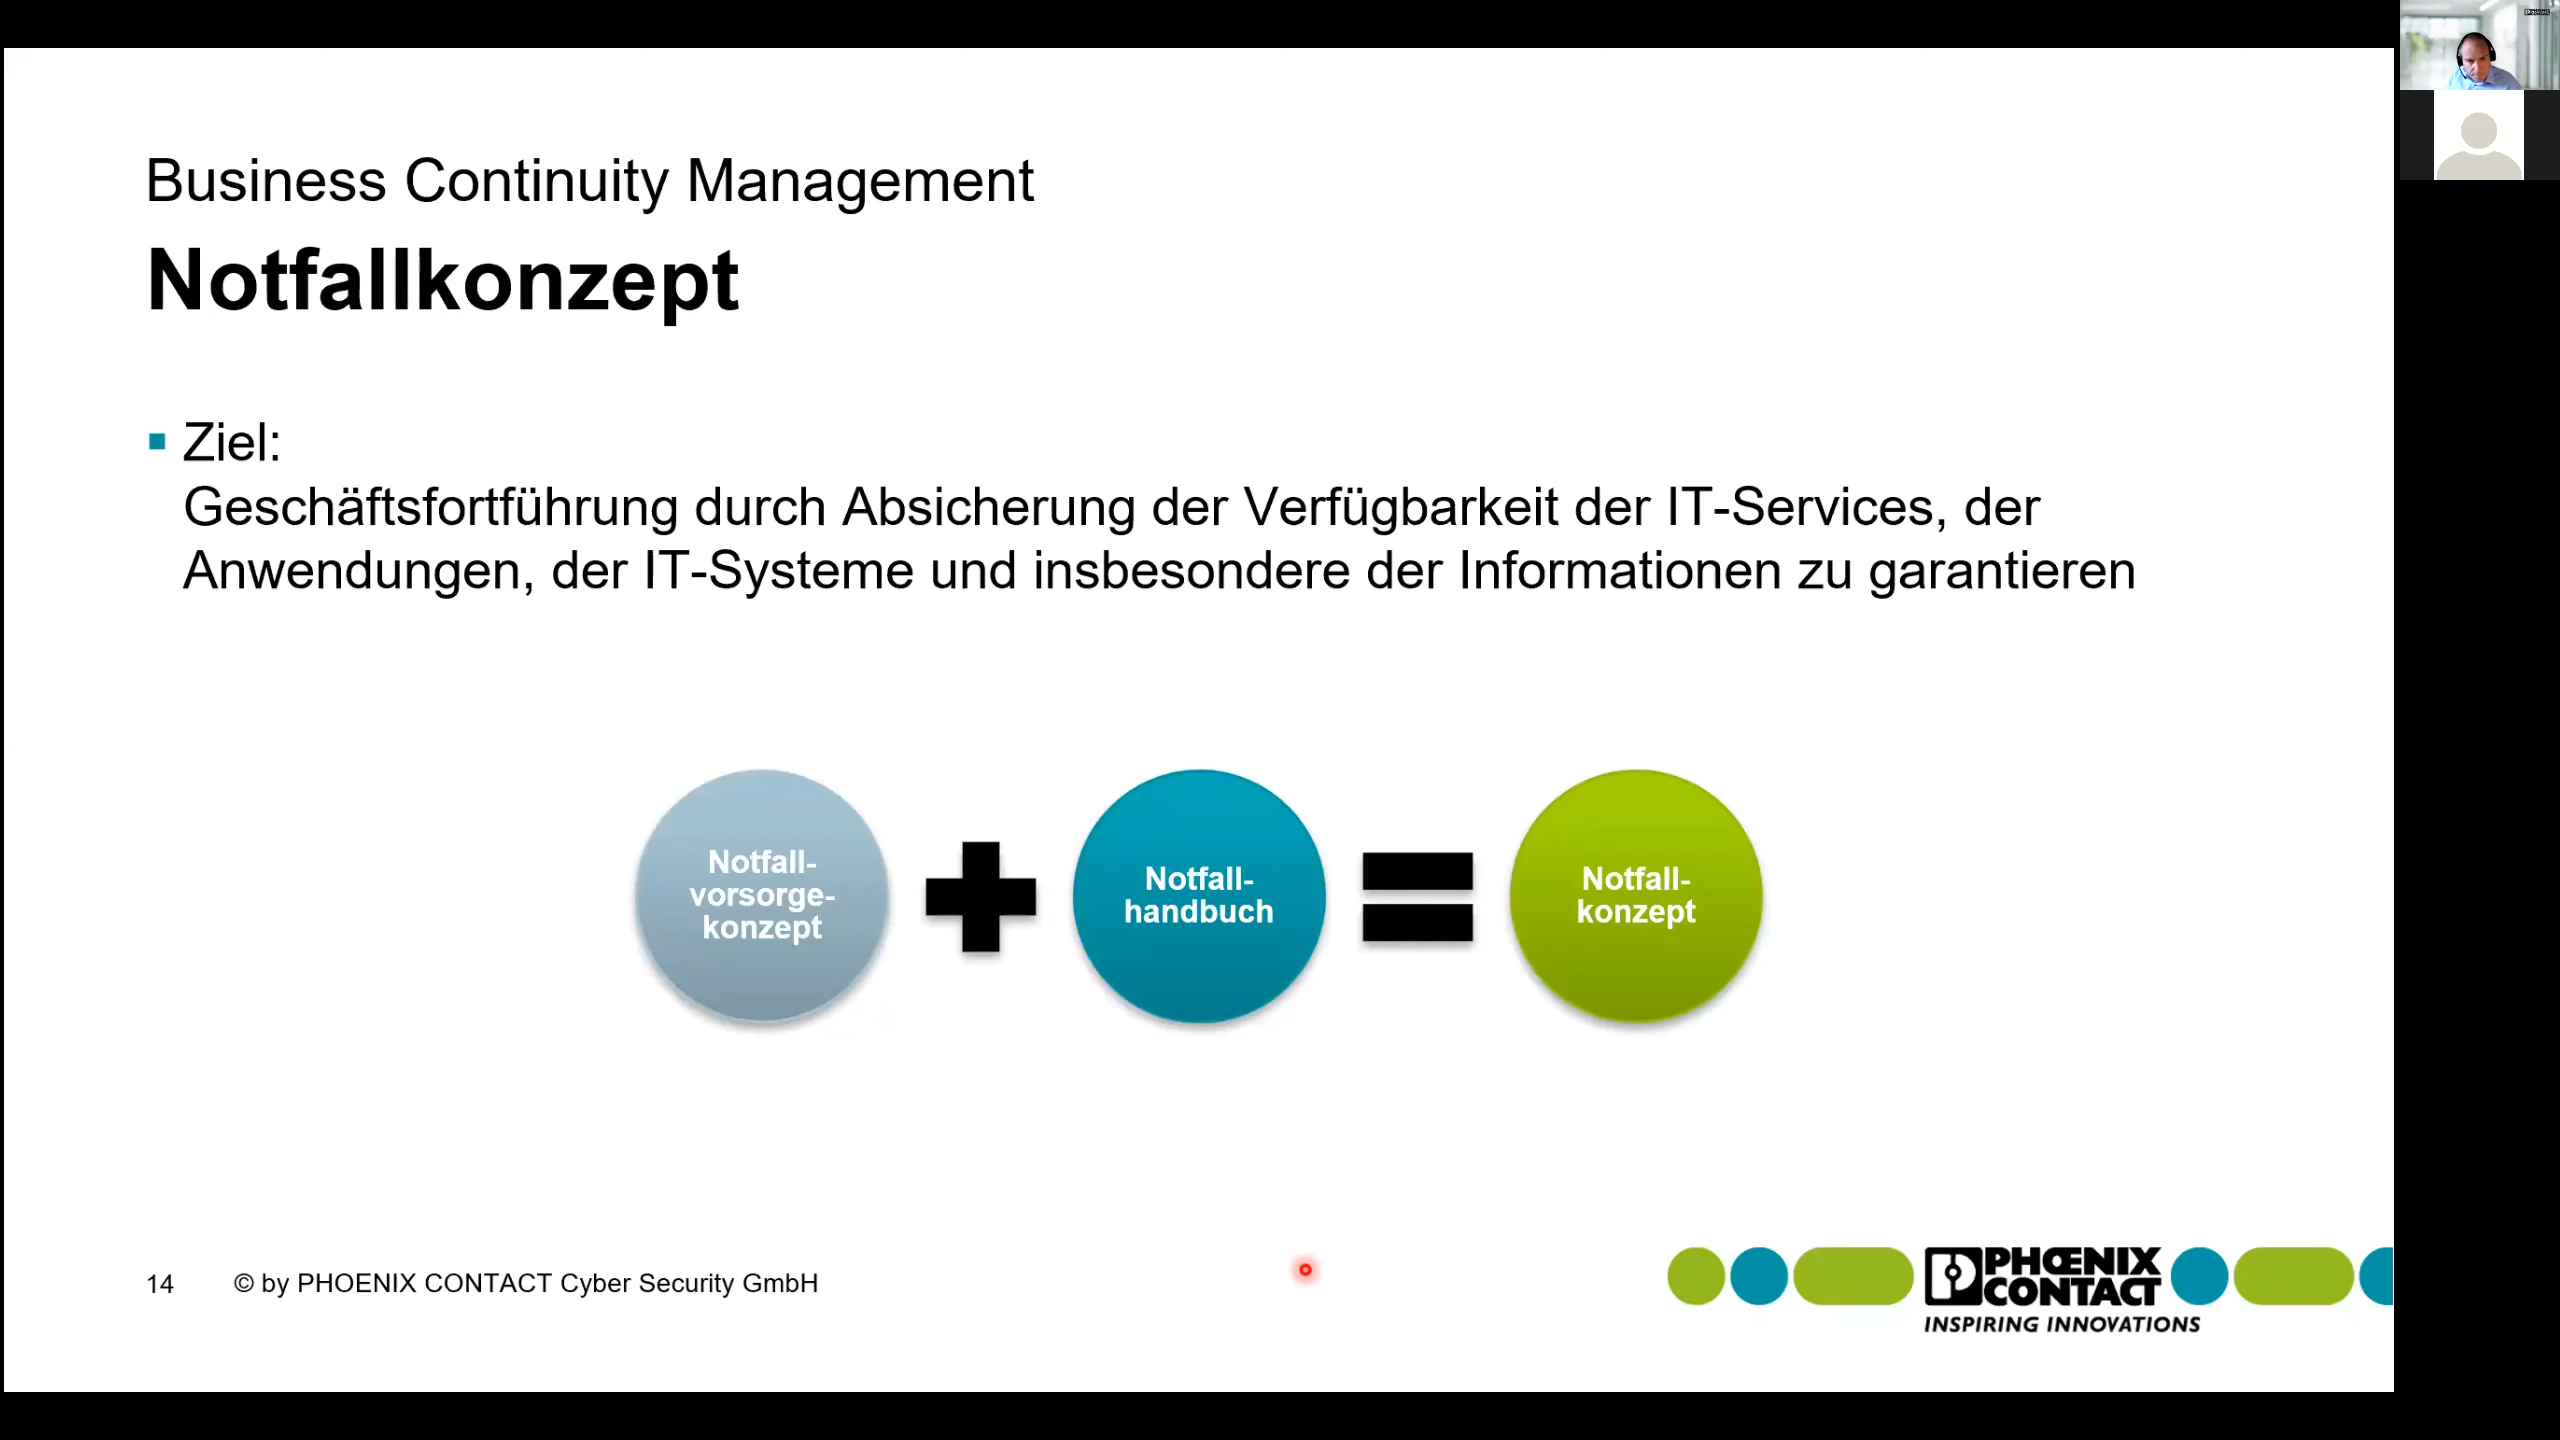 Business Continuity Management
Notfallkonzept
Ziel:
Geschäftsfortführung durch Absicherung der Verfügbarkeit der IT-Services, der
Anwendungen, der IT-Systeme und insbesondere der Informationen zu garantieren
Notfall-
vorsorge-
konzept
Notfall-
handbuch
Notfall-
konzept
14
© by PHOENIX CONTACT Cyber Security GmbH
PHŒNIX
CONTACT
INSPIRING INNOVATIONS